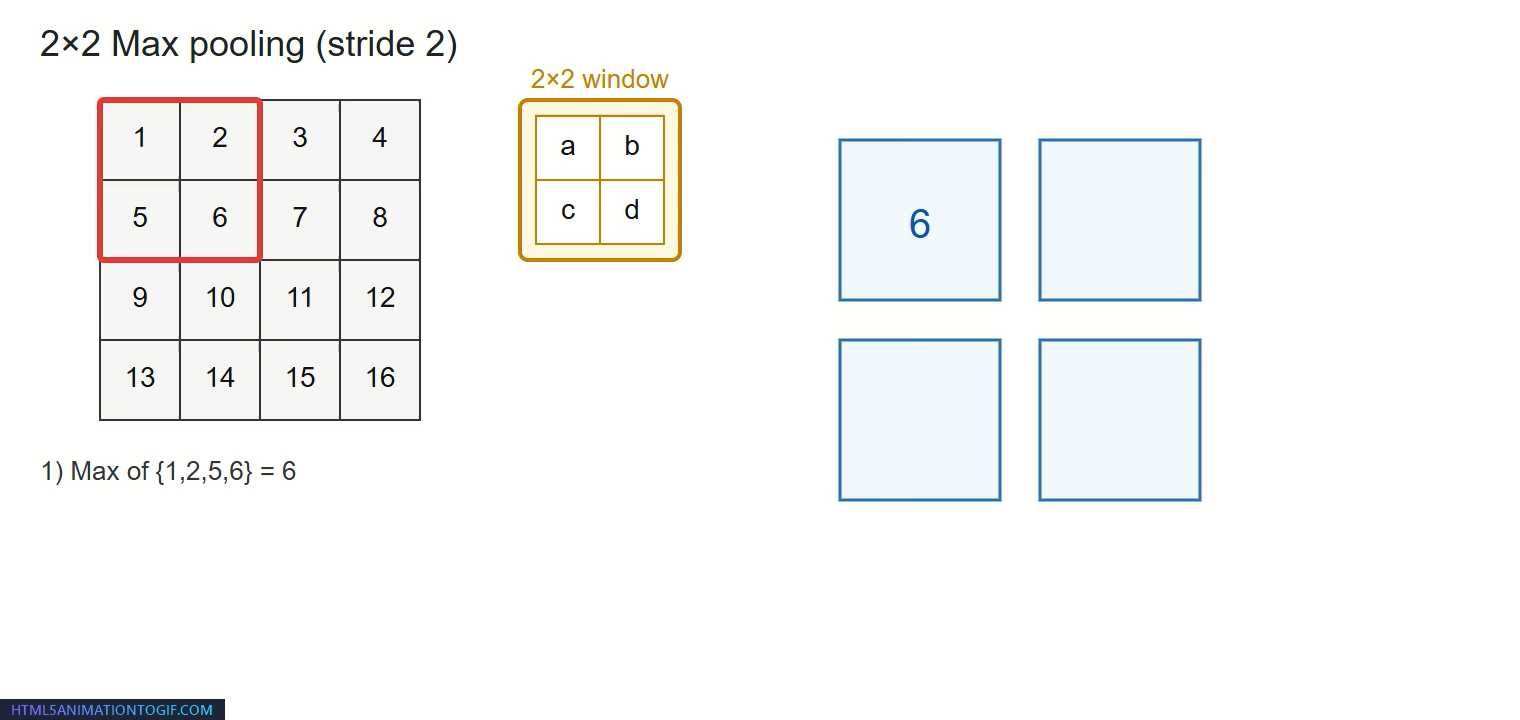 2×2 Max pooling (stride 2)
2×2 window
1 2 3 4
5 6 7 8
9 10 11 12
13 14 15 16
a b
c d
6
1) Max of {1,2,5,6} = 6
HTML5ANIMATIONTOGIF.COM